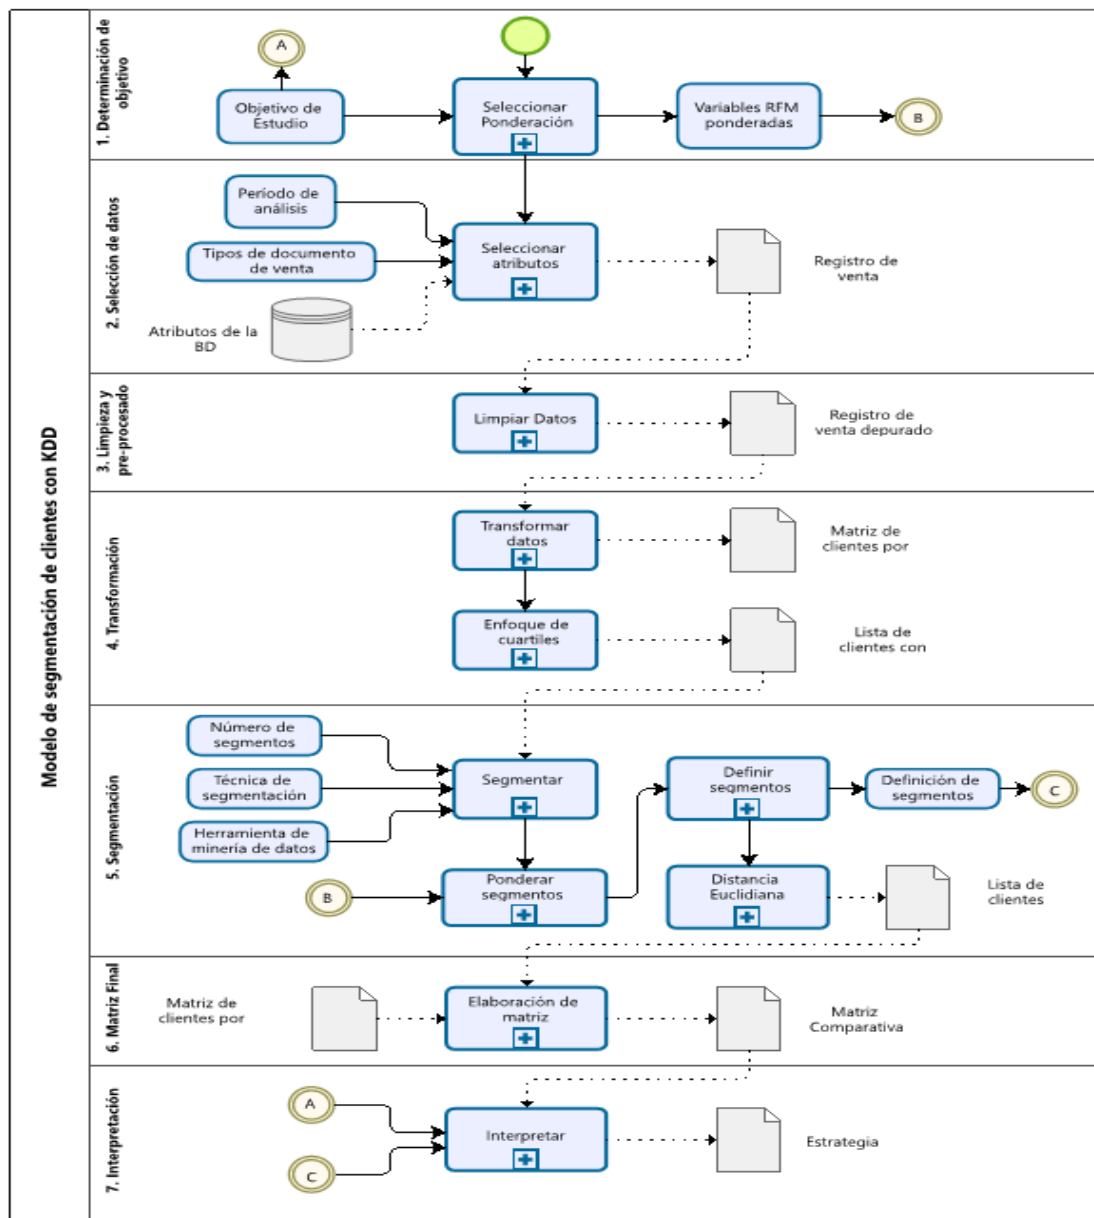 Modelo de segmentación de clientes con KDD
1. Determinación de
objetivo
A
Objetivo de
Estudio
Seleccionar
Ponderación
Variables RFM
ponderadas
B
2. Selección de datos
Período de
análisis
Tipos de documento
de venta
Atributos de la
BD
Seleccionar
atributos
Registro de
venta
3. Limpieza y
pre-procesado
Limpiar Datos
Registro de
venta depurado
4. Transformación
Transformar
datos
Matriz de
clientes por
Enfoque de
cuartiles
Lista de
clientes con
5. Segmentación
Número de
segmentos
Técnica de
segmentación
Herramienta de
minería de datos
B
Segmentar
Ponderar
segmentos
Definir
segmentos
Definición de
segmentos
C
Distancia
Euclidiana
Lista de
clientes
6. Matriz Final
Matriz de
clientes por
Elaboración de
matriz
Matriz
Comparativa
7. Interpretación
A
C
Interpretar
Estrategia